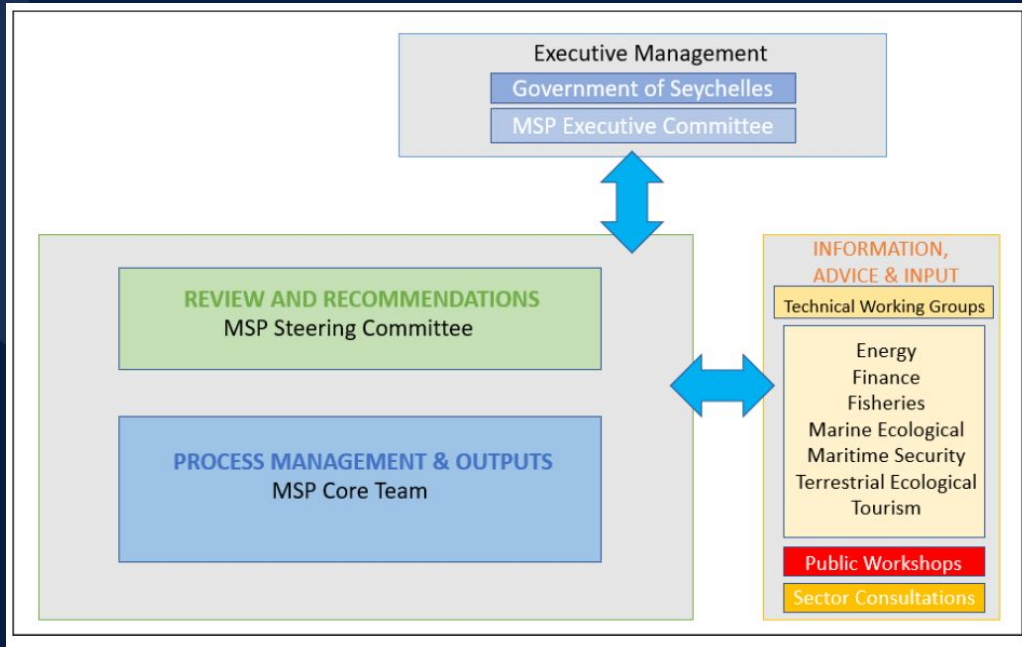 Executive Management
Government of Seychelles
MSP Executive Committee
REVIEW AND RECOMMENDATIONS
MSP Steering Committee
PROCESS MANAGEMENT & OUTPUTS
MSP Core Team
INFORMATION,
ADVICE & INPUT
Technical Working Groups
Energy
Finance
Fisheries
Marine Ecological
Maritime Security
Terrestrial Ecological
Tourism
Public Workshops
Sector Consultations